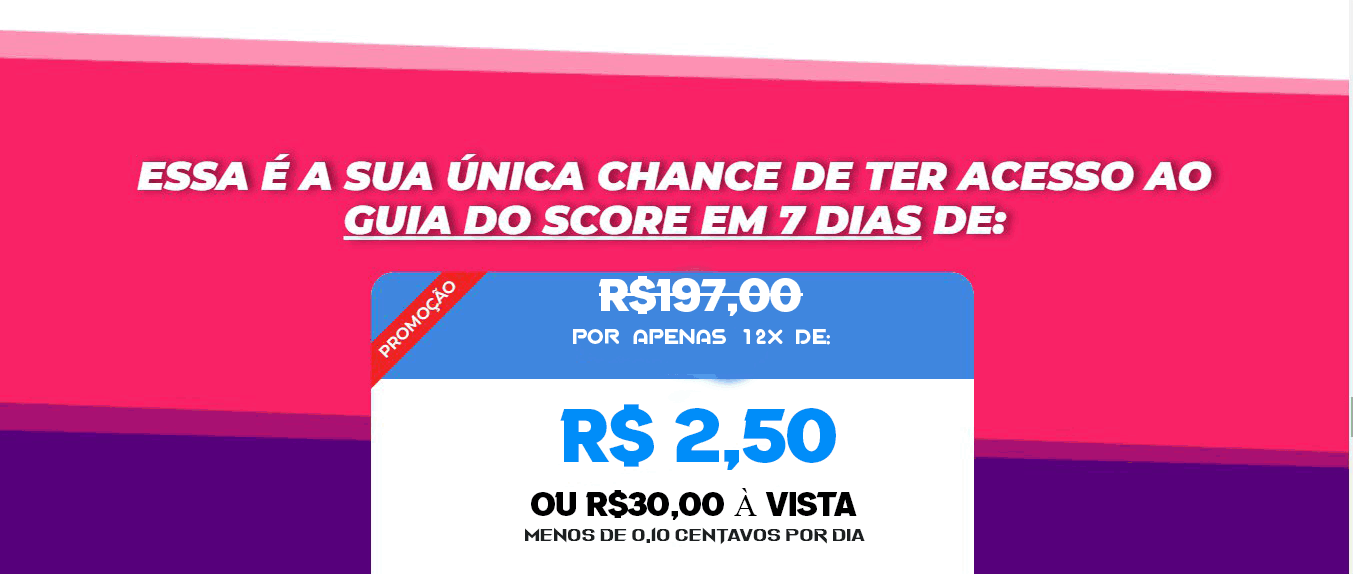 ESSA É A SUA ÚNICA CHANCE DE TER ACESSO AO
GUIA DO SCORE EM 7 DIAS DE:
PROMOÇÃO
R$197,00
POR APENAS 12X DE:
R$ 2,50
OU R$30,00 À VISTA
MENOS DE 0,10 CENTAVOS POR DIA